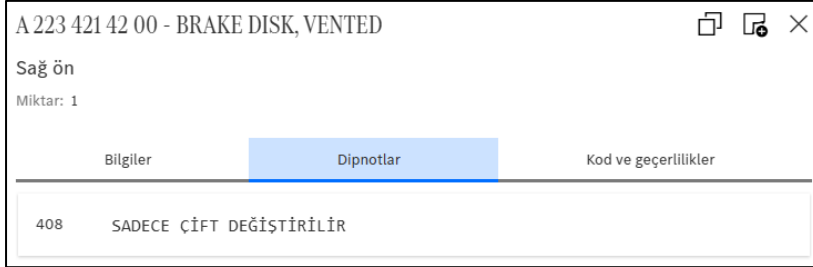 A 223 421 42 00 - BRAKE DISK, VENTED
Sağ ön
Miktar: 1
Bilgiler Dipnotlar Kod ve geçerlilikler
408 SADECE ÇİFT DEĞİŞTİRİLİR